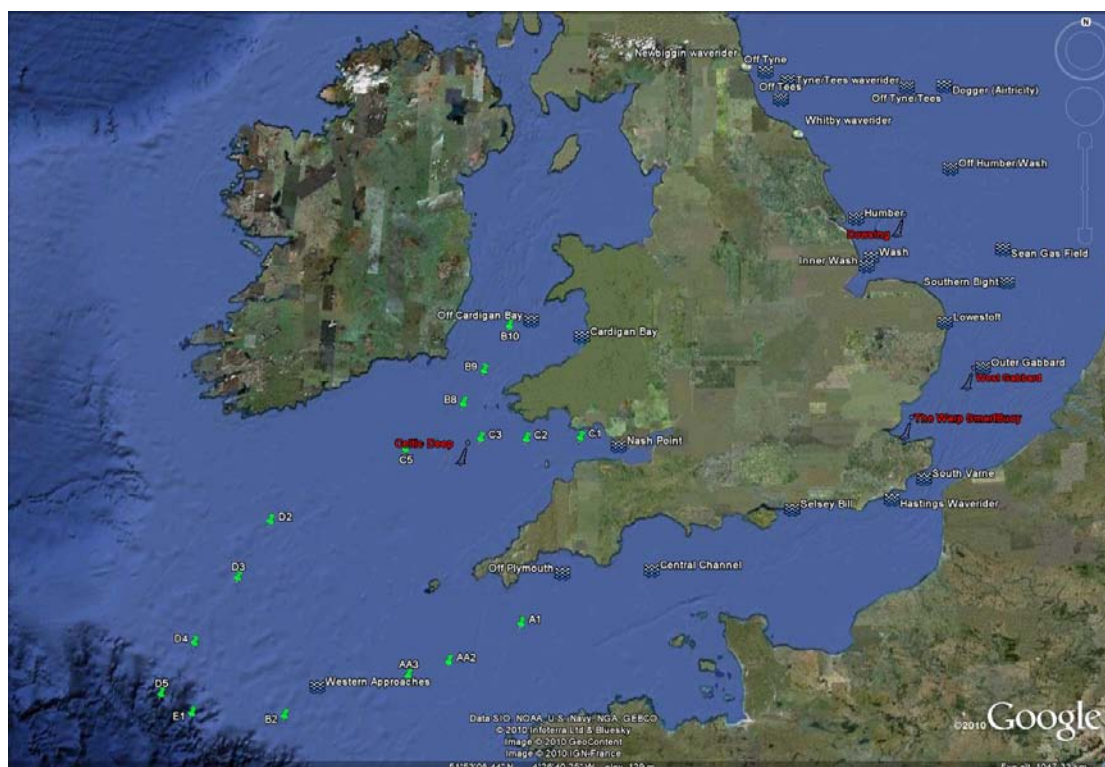 N
Newbiggin waverider
Off Tyne
Tyne/Tees waverider
Off Tees
Off Tyne/Tees
Dogger (Airtricity)
Whitby waverider
Off Humber/Wash
Humber
Dowsing
Wash
Inner Wash
Sean Gas Field
Southern Bight
Off Cardigan Bay
B10
Cardigan Bay
Lowestoft
B9
Outer Gabbard
West Gabbard
B8
The Warp SmartBuoy
Celtic Deep
C3
C2
C1
Nash Point
C5
South Varne
Selsey Bill
Hastings Waverider
D2
D3
Off Plymouth
Central Channel
A1
D4
AA2
AA3
D5
Western Approaches
E1
B2
Data SIO, NOAA, U.S. Navy, NGA, GEBCO
© 2010 Infoterra Ltd & Bluesky
Image © 2010 GeoContent
Image © 2010 IGN-France
©2010 Google